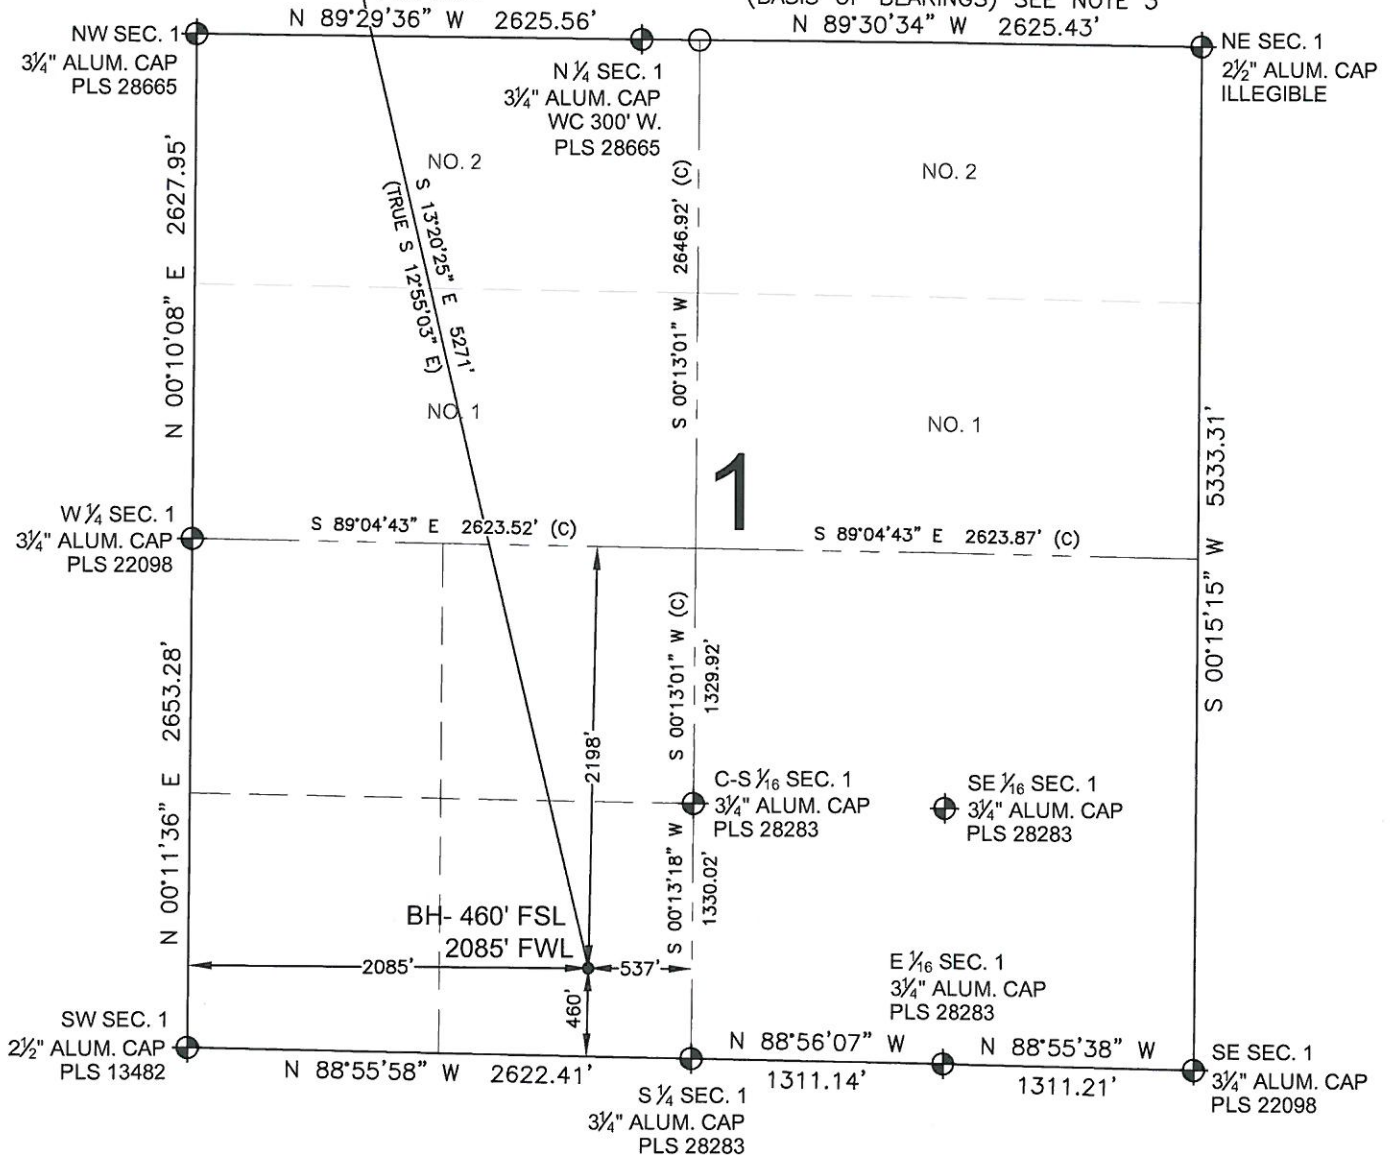 (BASIS OF BEARINGS) SEE NOTE 3
N 89°29'36" W 2625.56'
N 89°30'34" W 2625.43'
NW SEC. 1
3¼" ALUM. CAP
PLS 28665
N ¼ SEC. 1
3¼" ALUM. CAP
WC 300' W.
PLS 28665
NE SEC. 1
2½" ALUM. CAP
ILLEGIBLE
N 00°10'08" E 2627.95'
NO. 2
NO. 2
S 13°20'25" E 5271'
(TRUE S 12°55'03" E)
S 00°13'01" W 2646.92' (C)
NO. 1
NO. 1
1
S 00°15'15" W 5333.31'
W ¼ SEC. 1
3¼" ALUM. CAP
PLS 22098
S 89°04'43" E 2623.52' (C)
S 89°04'43" E 2623.87' (C)
N 00°11'36" E 2653.28'
2198'
S 00°13'01" W (C)
1329.92'
C-S 1⁄16 SEC. 1
3¼" ALUM. CAP
PLS 28283
SE 1⁄16 SEC. 1
3¼" ALUM. CAP
PLS 28283
S 00°13'18" W
1330.02'
BH- 460' FSL
2085' FWL
2085'
537'
460'
E 1⁄16 SEC. 1
3¼" ALUM. CAP
PLS 28283
SW SEC. 1
2½" ALUM. CAP
PLS 13482
N 88°55'58" W 2622.41'
S ¼ SEC. 1
3¼" ALUM. CAP
PLS 28283
N 88°56'07" W
1311.14'
N 88°55'38" W
1311.21'
SE SEC. 1
3¼" ALUM. CAP
PLS 22098